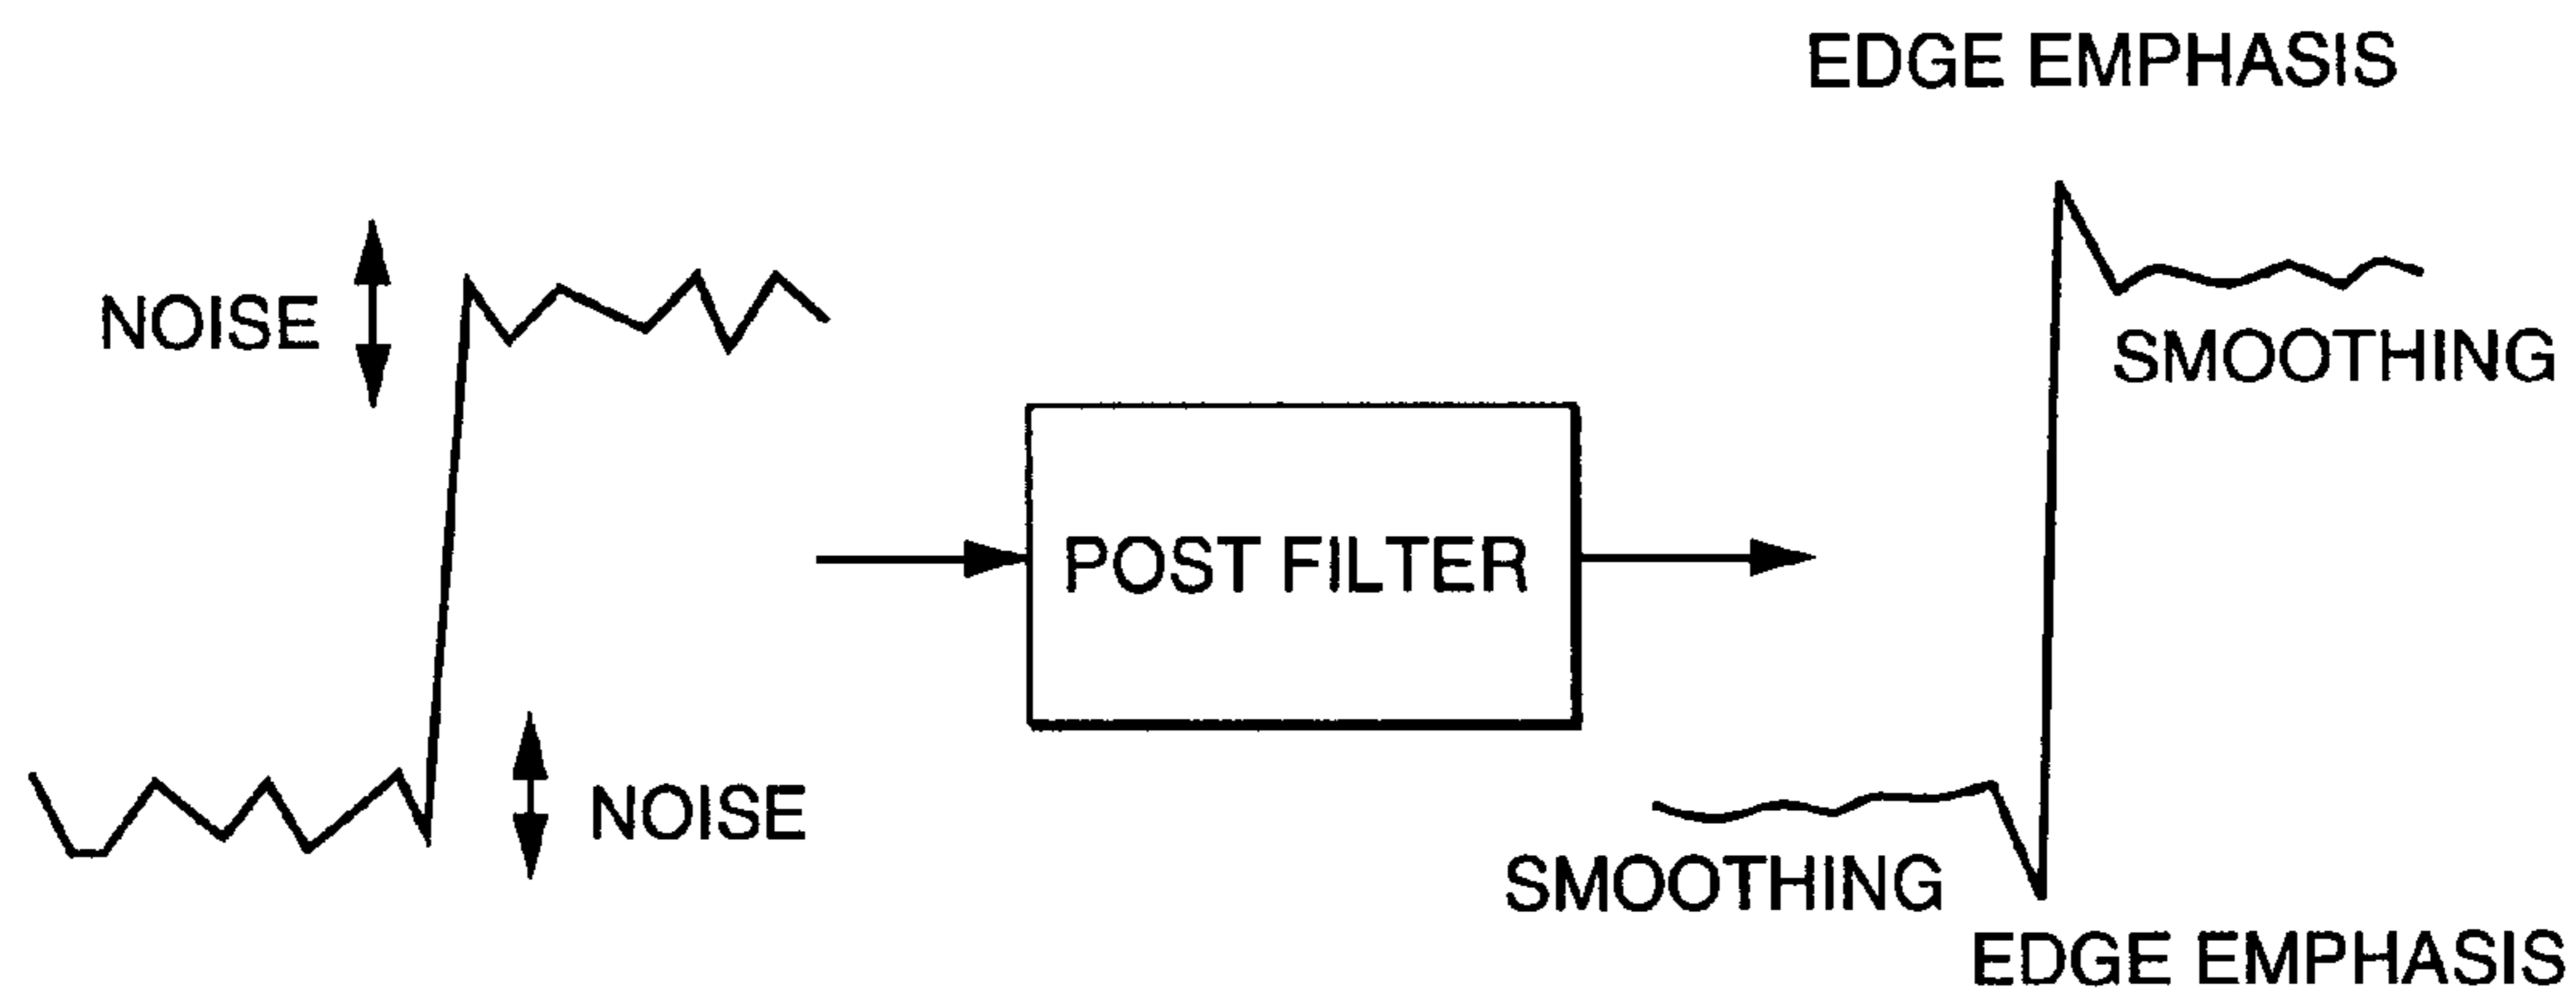 EDGE EMPHASIS
NOISE
SMOOTHING
POST FILTER
NOISE
SMOOTHING
EDGE EMPHASIS